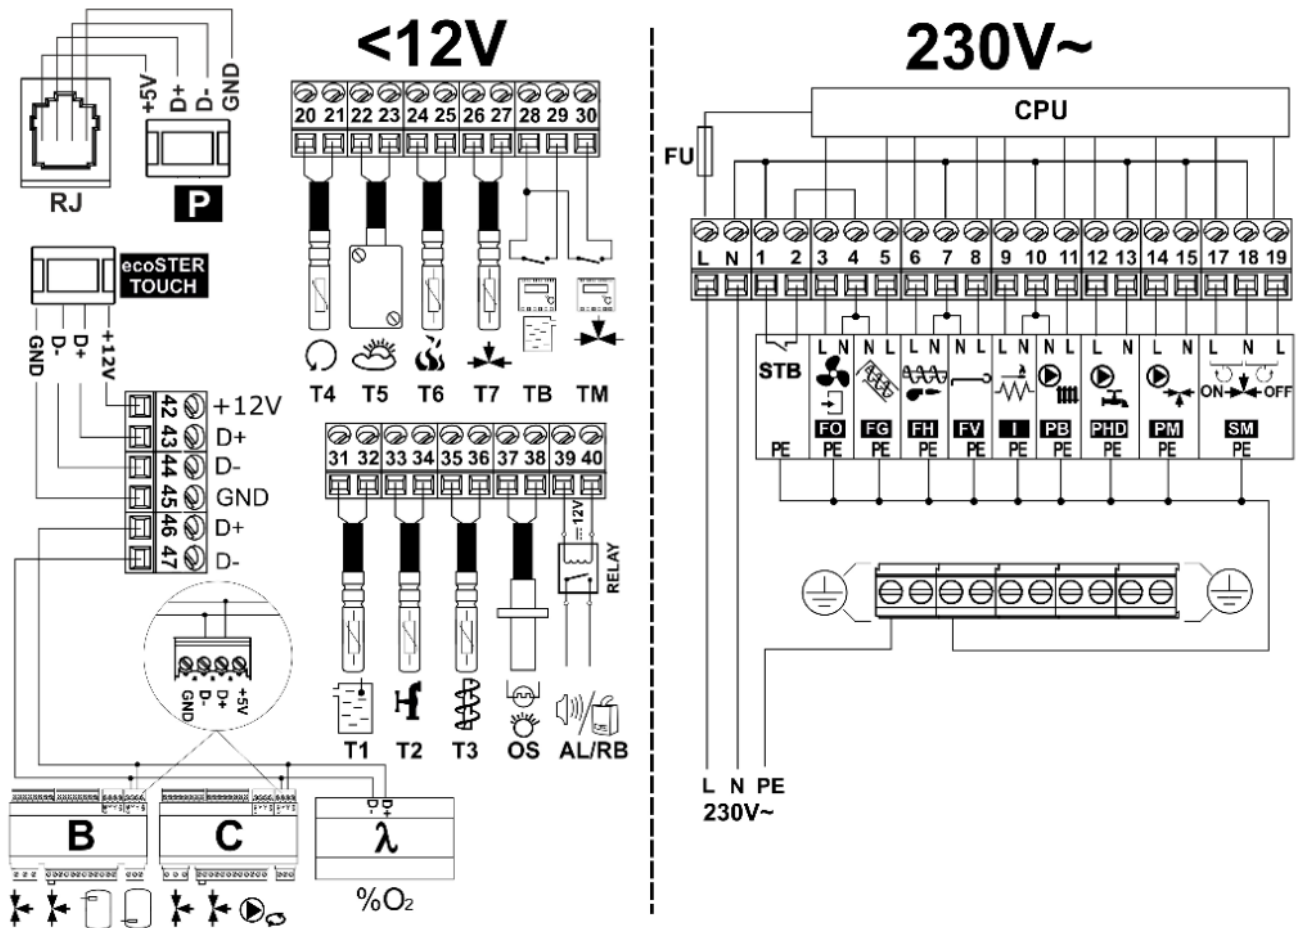 <12V
230V~
+5V
D+
D-
GND
RJ
P
ecoSTER
TOUCH
GND
D-
D+
+12V
42 +12V
43 D+
44 D-
45 GND
46 D+
47 D-
GND
D-
D+
+5V
20 21 22 23 24 25 26 27 28 29 30
°C
°C
T4 T5 T6 T7 TB TM
31 32 33 34 35 36 37 38 39 40
12V
RELAY
T1 T2 T3 OS AL/RB
B
C
D-
D+
λ
%O₂
CPU
FU
L N 1 2 3 4 5 6 7 8 9 10 11 12 13 14 15 17 18 19
L N N L L N N L L N N L L N L N L N L
STB
λ
ON OFF
FO FG FH FV I PB PHD PM SM
PE PE PE PE PE PE PE PE PE PE
L N PE
230V~